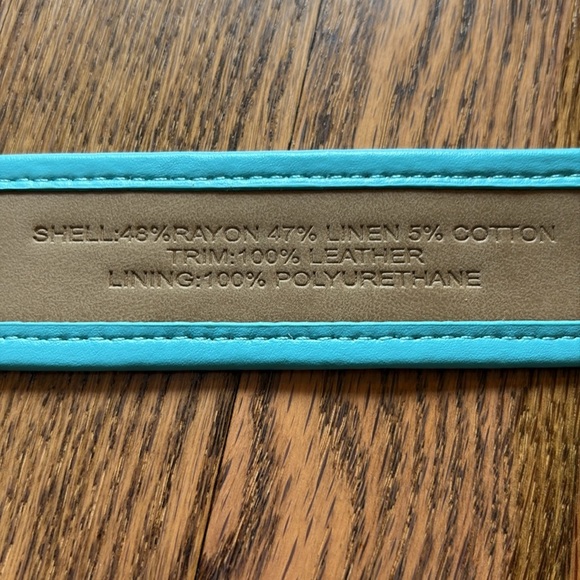 SHELL:48%RAYON 47% LINEN 5% COTTON
TRIM:100% LEATHER
LINING:100% POLYURETHANE